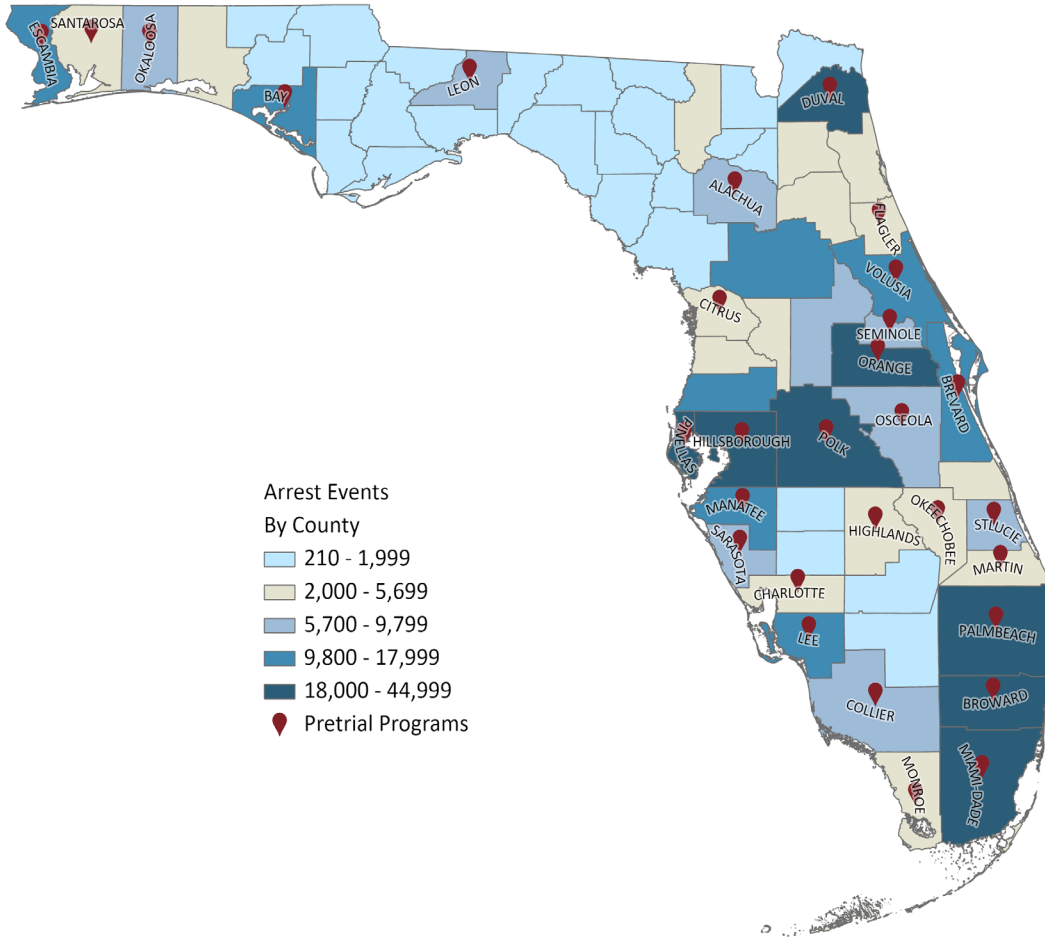 SANTAROSA
ESCAMBIA
OKALOOSA
BAY
LEON
DUVAL
ALACHUA
FLAGLER
VOLUSIA
CITRUS
SEMINOLE
ORANGE
BREVARD
OSCEOLA
PINELLAS
HILLSBOROUGH
POLK
MANATEE
SARASOTA
HIGHLANDS
OKEECHOBEE
STLUCIE
MARTIN
CHARLOTTE
LEE
PALMBEACH
COLLIER
BROWARD
MONROE
MIAMI-DADE
Arrest Events
By County
210 - 1,999
2,000 - 5,699
5,700 - 9,799
9,800 - 17,999
18,000 - 44,999
Pretrial Programs